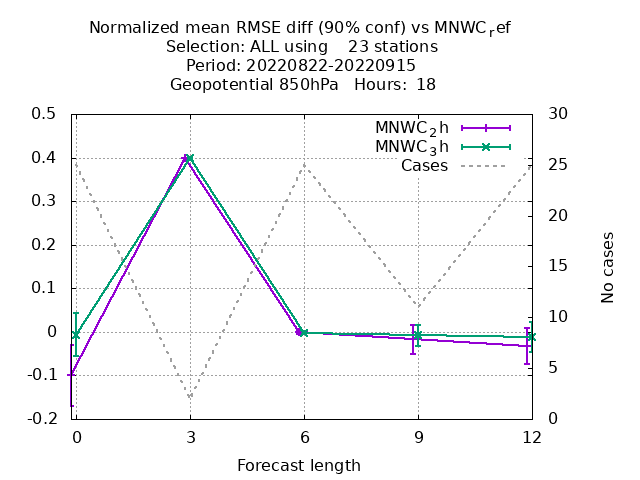 Normalized mean RMSE diff (90% conf) vs MNWC_ref
Selection: ALL using    23 stations
Period: 20220822-20220915
Geopotential 850hPa   Hours:  18
MNWC_2h
MNWC_3h
Cases
0.5
0.4
0.3
0.2
0.1
0
-0.1
-0.2
30
25
20
15
10
5
0
No cases
0
3
6
9
12
Forecast length